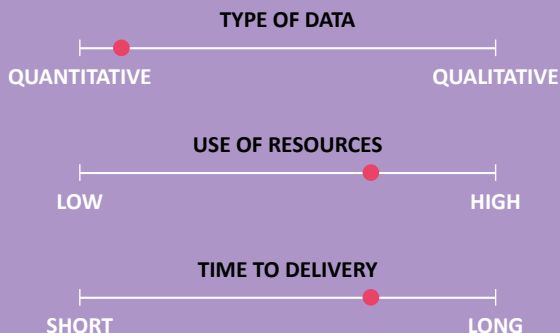 TYPE OF DATA
QUANTITATIVE QUALITATIVE
USE OF RESOURCES
LOW HIGH
TIME TO DELIVERY
SHORT LONG